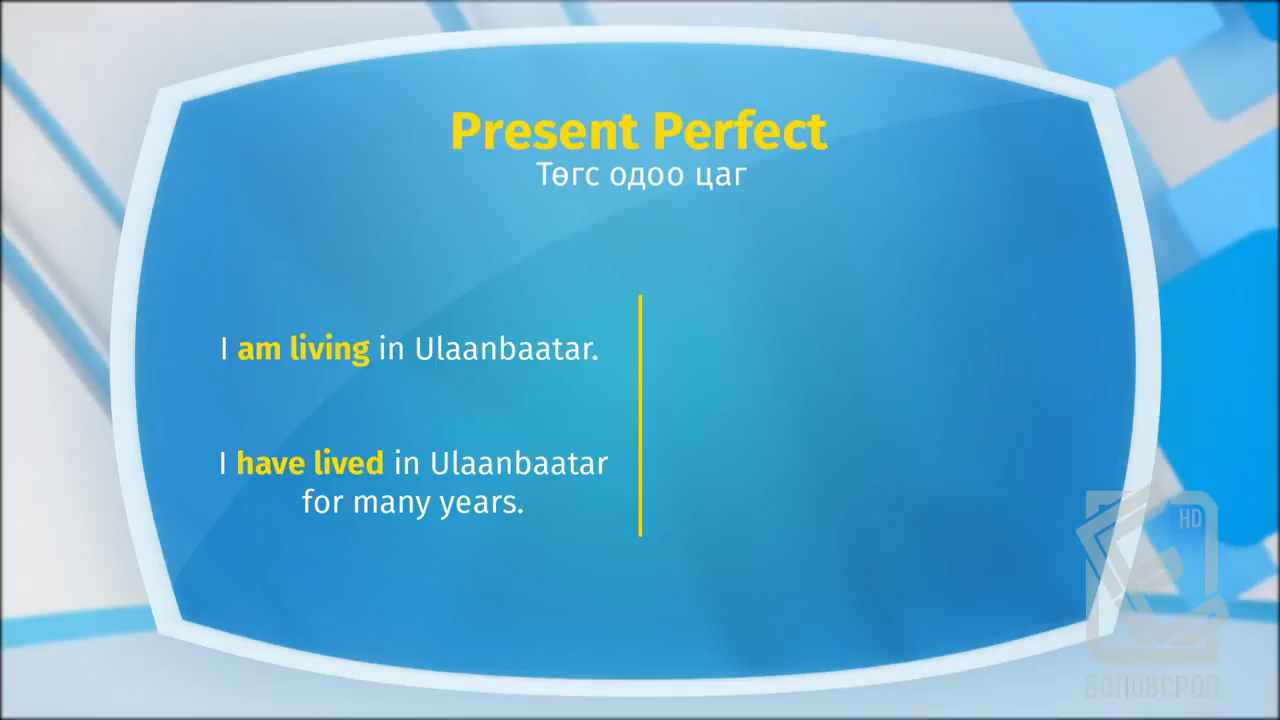 Present Perfect
Төгс одоо цаг
I am living in Ulaanbaatar.
I have lived in Ulaanbaatar
for many years.
HD
БОЛОВСРОЛ